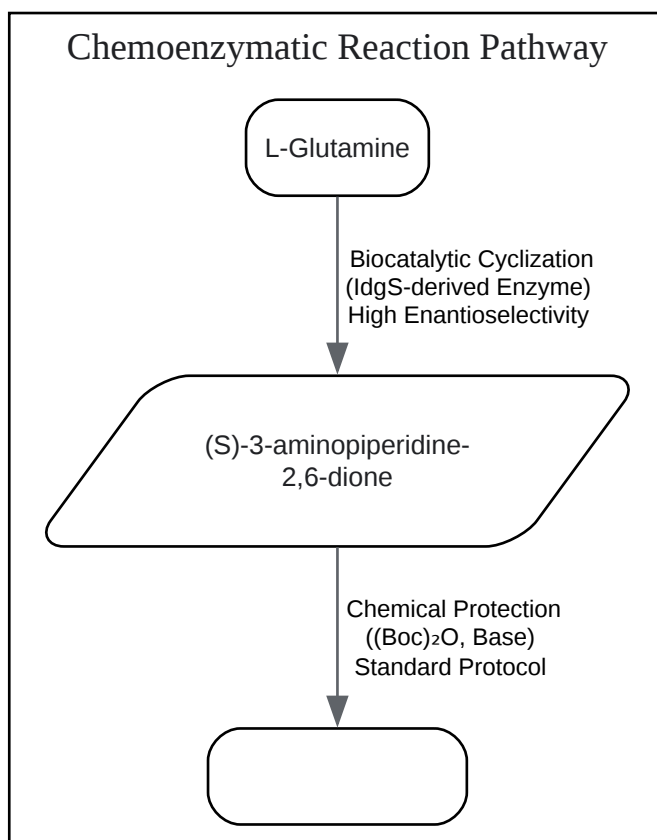 Chemoenzymatic Reaction Pathway
L-Glutamine
Biocatalytic Cyclization
(IdgS-derived Enzyme)
High Enantioselectivity
(S)-3-aminopiperidine-
2,6-dione
Chemical Protection
((Boc)₂O, Base)
Standard Protocol